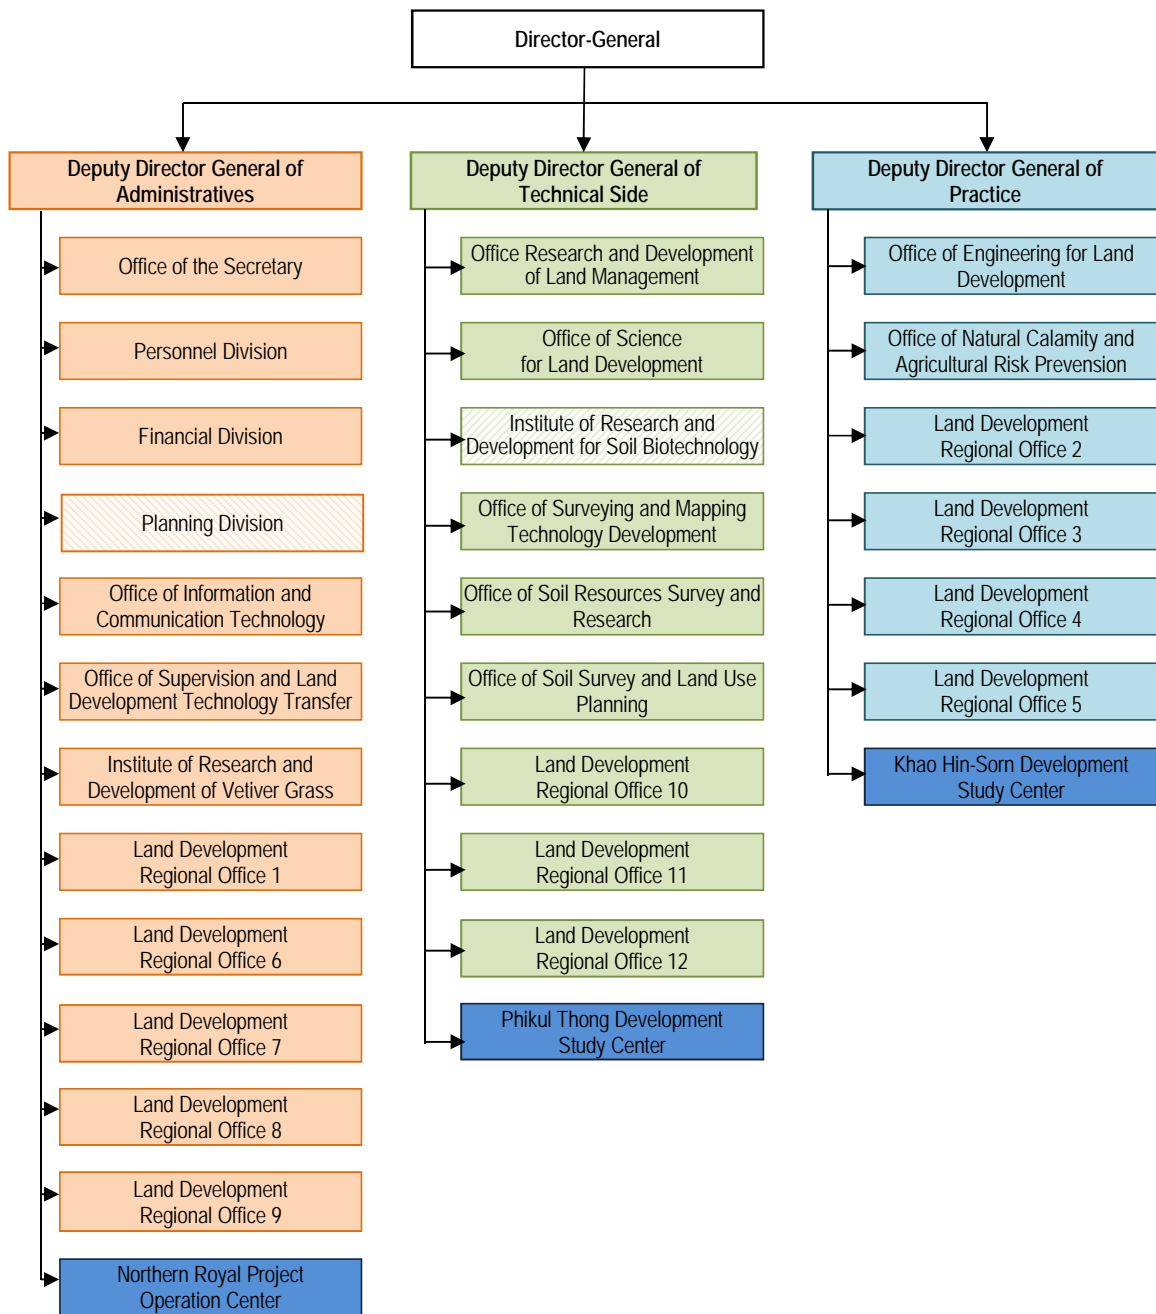 Director-General
Deputy Director General of
Administratives
Office of the Secretary
Personnel Division
Financial Division
Planning Division
Office of Information and
Communication Technology
Office of Supervision and Land
Development Technology Transfer
Institute of Research and
Development of Vetiver Grass
Land Development
Regional Office 1
Land Development
Regional Office 6
Land Development
Regional Office 7
Land Development
Regional Office 8
Land Development
Regional Office 9
Northern Royal Project
Operation Center
Deputy Director General of
Technical Side
Office Research and Development
of Land Management
Office of Science
for Land Development
Institute of Research and
Development for Soil Biotechnology
Office of Surveying and Mapping
Technology Development
Office of Soil Resources Survey and
Research
Office of Soil Survey and Land Use
Planning
Land Development
Regional Office 10
Land Development
Regional Office 11
Land Development
Regional Office 12
Phikul Thong Development
Study Center
Deputy Director General of
Practice
Office of Engineering for Land
Development
Office of Natural Calamity and
Agricultural Risk Prevension
Land Development
Regional Office 2
Land Development
Regional Office 3
Land Development
Regional Office 4
Land Development
Regional Office 5
Khao Hin-Sorn Development
Study Center